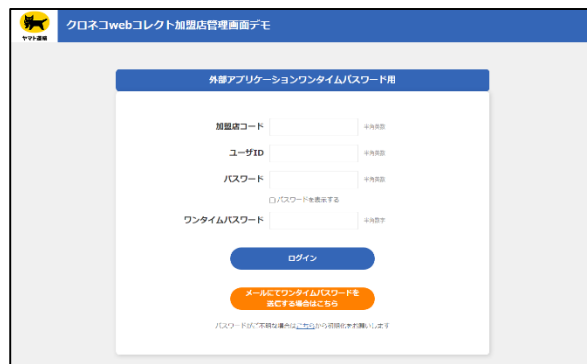 ヤマト運輸
クロネコwebコレクト加盟店管理画面デモ
外部アプリケーションワンタイムパスワード用
加盟店コード
半角英数
ユーザID
半角英数
パスワード
半角英数
パスワードを表示する
ワンタイムパスワード
半角数字
ログイン
メールにてワンタイムパスワードを
送信する場合はこちら
パスワードがご不明な場合はこちらから初期化をお願いします